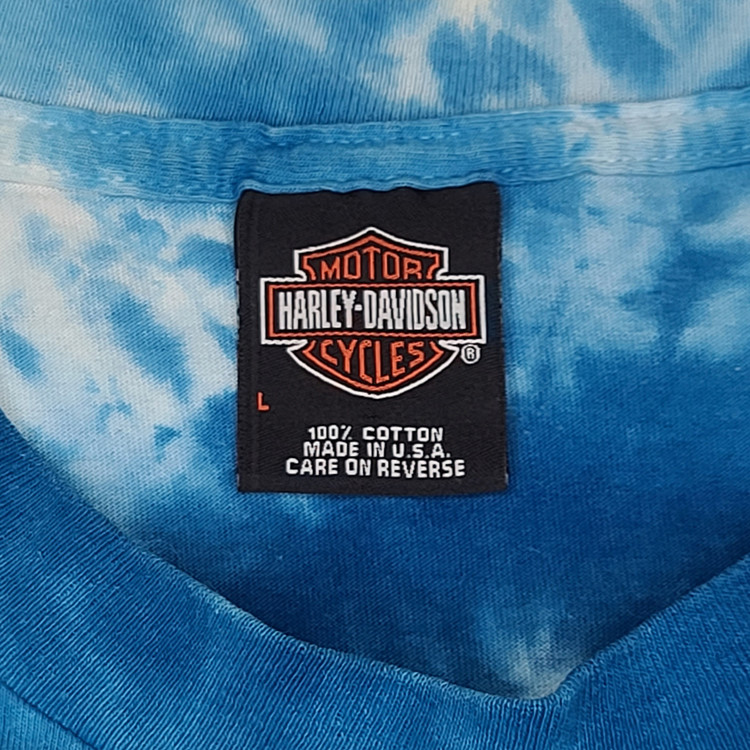 MOTOR
HARLEY-DAVIDSON
CYCLES
®
L
100% COTTON
MADE IN U.S.A.
CARE ON REVERSE